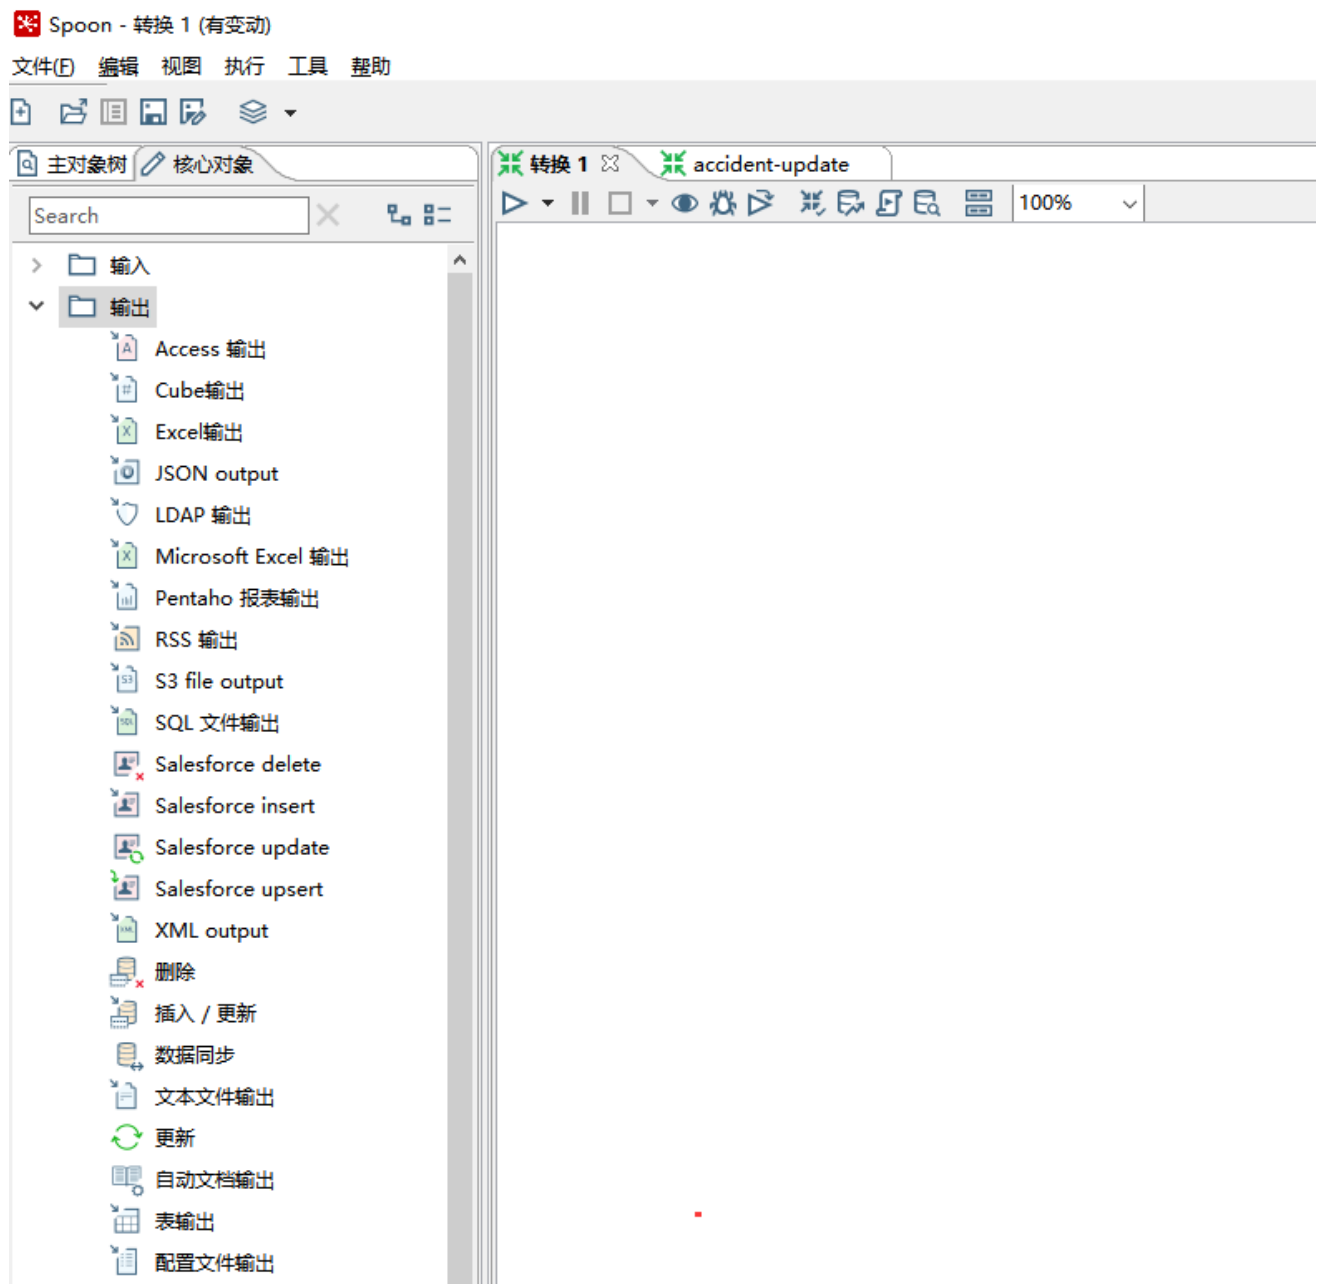 Spoon - 转换 1 (有变动)
文件(F) 编辑 视图 执行 工具 帮助
主对象树 核心对象 转换 1 accident-update
Search 100%
输入
输出
Access 输出
Cube输出
Excel输出
JSON output
LDAP 输出
Microsoft Excel 输出
Pentaho 报表输出
RSS 输出
S3 file output
SQL 文件输出
Salesforce delete
Salesforce insert
Salesforce update
Salesforce upsert
XML output
删除
插入 / 更新
数据同步
文本文件输出
更新
自动文档输出
表输出
配置文件输出